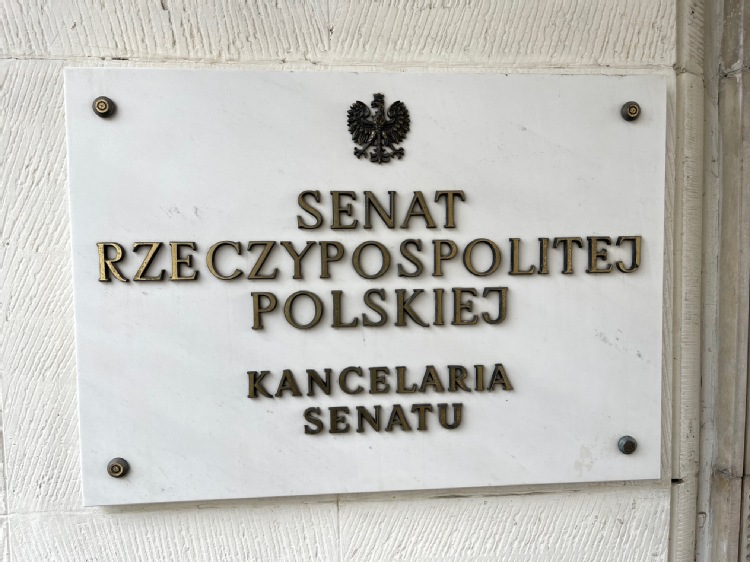 SENAT
RZECZYPOSPOLITEJ
POLSKIEJ
KANCELARIA
SENATU